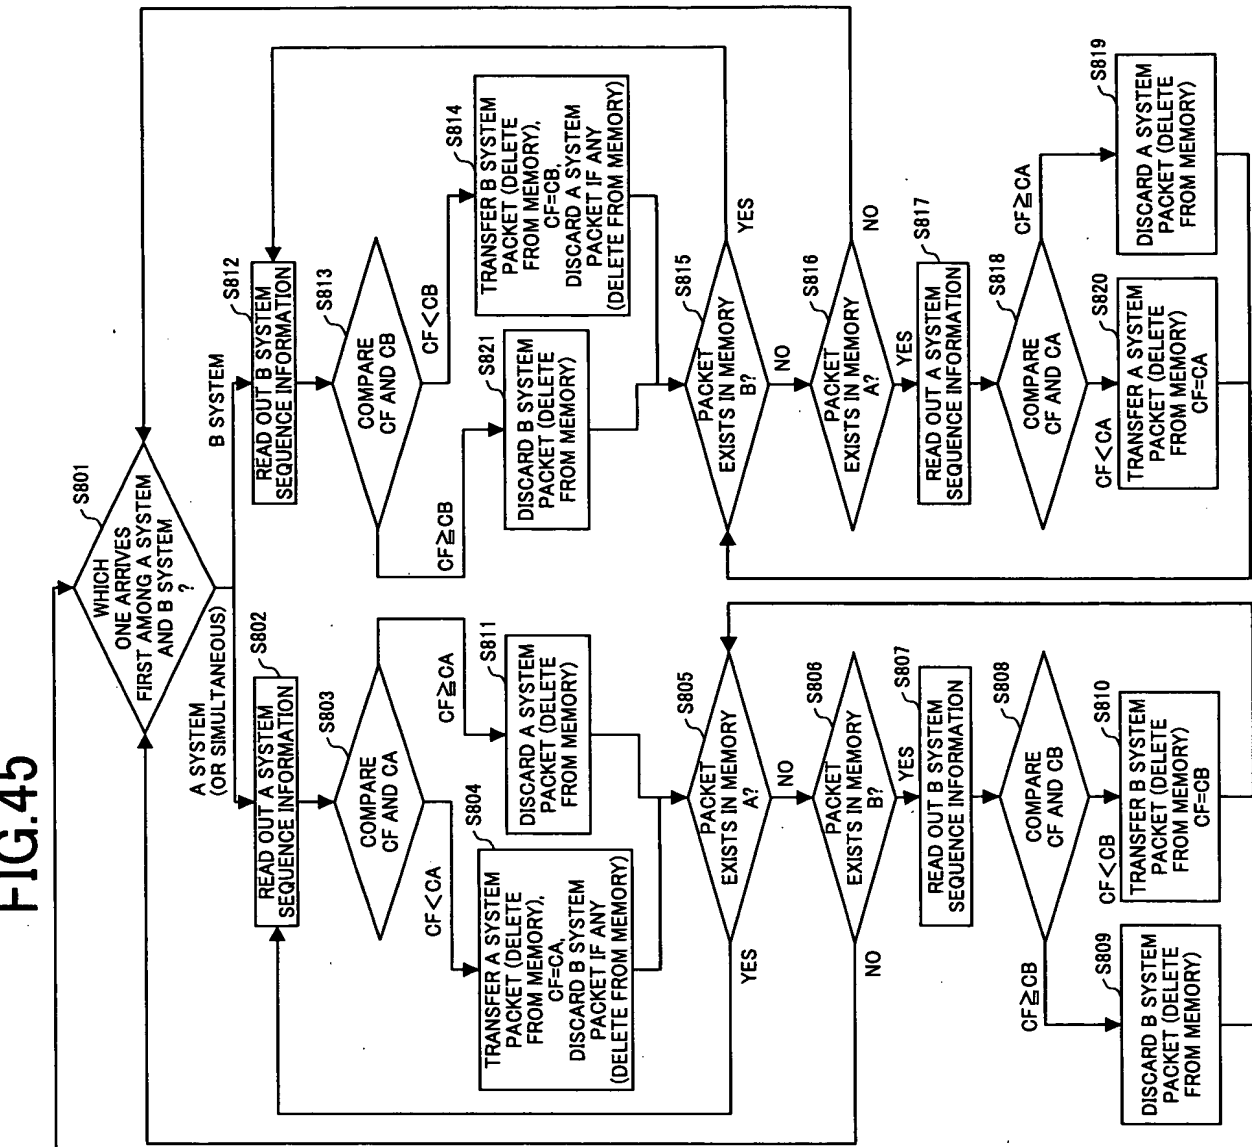 FIG.45
S801
WHICH
ONE ARRIVES
FIRST AMONG A SYSTEM
AND B SYSTEM
?
A SYSTEM
(OR SIMULTANEOUS)
B SYSTEM
S802
READ OUT A SYSTEM
SEQUENCE INFORMATION
S803
COMPARE
CF AND CA
CF<CA
CF≧CA
S804
TRANSFER A SYSTEM
PACKET (DELETE
FROM MEMORY),
CF=CA,
DISCARD B SYSTEM
PACKET IF ANY
(DELETE FROM MEMORY)
S811
DISCARD A SYSTEM
PACKET (DELETE
FROM MEMORY)
S805
PACKET
EXISTS IN MEMORY
A?
YES
NO
S806
PACKET
EXISTS IN MEMORY
B?
NO
YES
S807
READ OUT B SYSTEM
SEQUENCE INFORMATION
S808
COMPARE
CF AND CB
CF≧CB
CF<CB
S809
DISCARD B SYSTEM
PACKET (DELETE
FROM MEMORY)
S810
TRANSFER B SYSTEM
PACKET (DELETE
FROM MEMORY)
CF=CB
S812
READ OUT B SYSTEM
SEQUENCE INFORMATION
S813
COMPARE
CF AND CB
CF≧CB
CF<CB
S821
DISCARD B SYSTEM
PACKET (DELETE
FROM MEMORY)
S814
TRANSFER B SYSTEM
PACKET (DELETE
FROM MEMORY),
CF=CB,
DISCARD A SYSTEM
PACKET IF ANY
(DELETE FROM MEMORY)
S815
PACKET
EXISTS IN MEMORY
B?
YES
NO
S816
PACKET
EXISTS IN MEMORY
A?
NO
YES
S817
READ OUT A SYSTEM
SEQUENCE INFORMATION
S818
COMPARE
CF AND CA
CF<CA
CF≧CA
S820
TRANSFER A SYSTEM
PACKET (DELETE
FROM MEMORY)
CF=CA
S819
DISCARD A SYSTEM
PACKET (DELETE
FROM MEMORY)